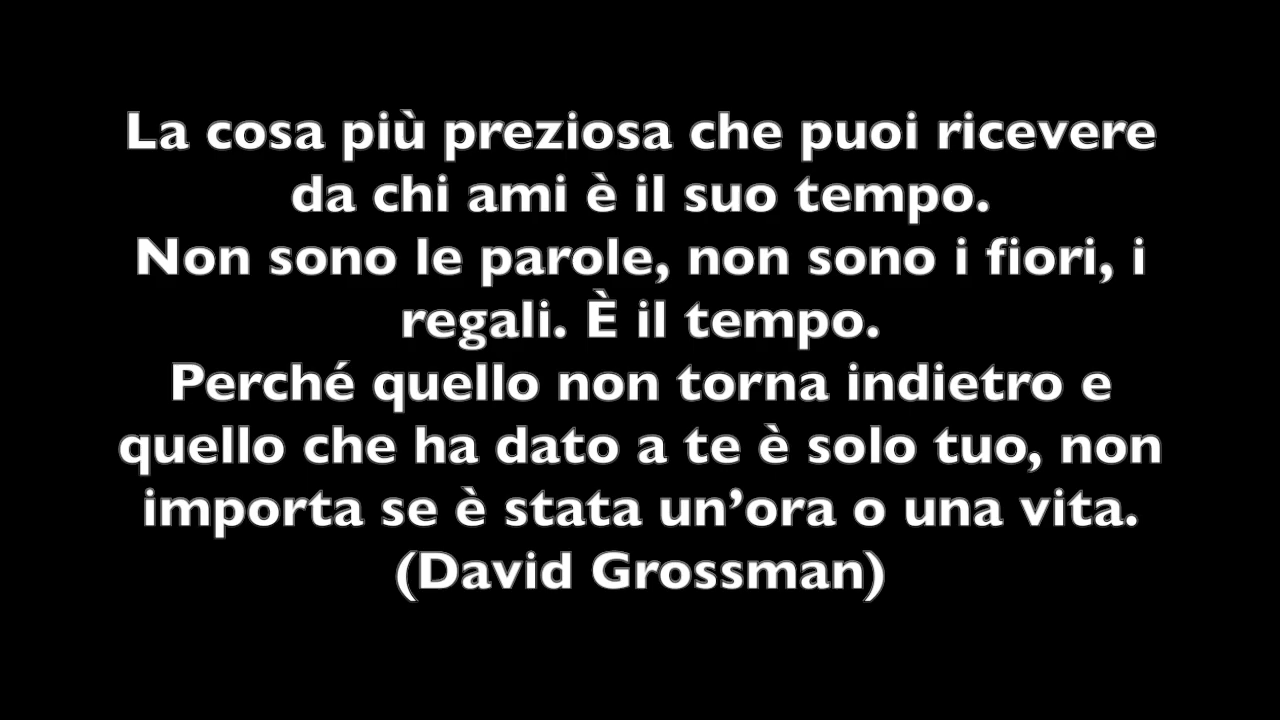 La cosa più preziosa che puoi ricevere
da chi ami è il suo tempo.
Non sono le parole, non sono i fiori, i
regali. È il tempo.
Perché quello non torna indietro e
quello che ha dato a te è solo tuo, non
importa se è stata un’ora o una vita.
(David Grossman)